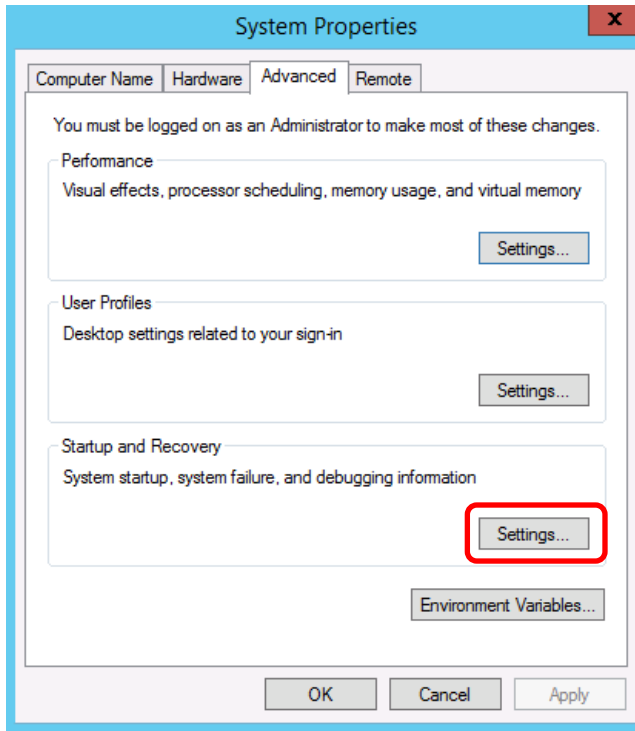 System Properties
x
Computer Name Hardware Advanced Remote
You must be logged on as an Administrator to make most of these changes.
Performance
Visual effects, processor scheduling, memory usage, and virtual memory
Settings...
User Profiles
Desktop settings related to your sign-in
Settings...
Startup and Recovery
System startup, system failure, and debugging information
Settings...
Environment Variables...
OK Cancel Apply